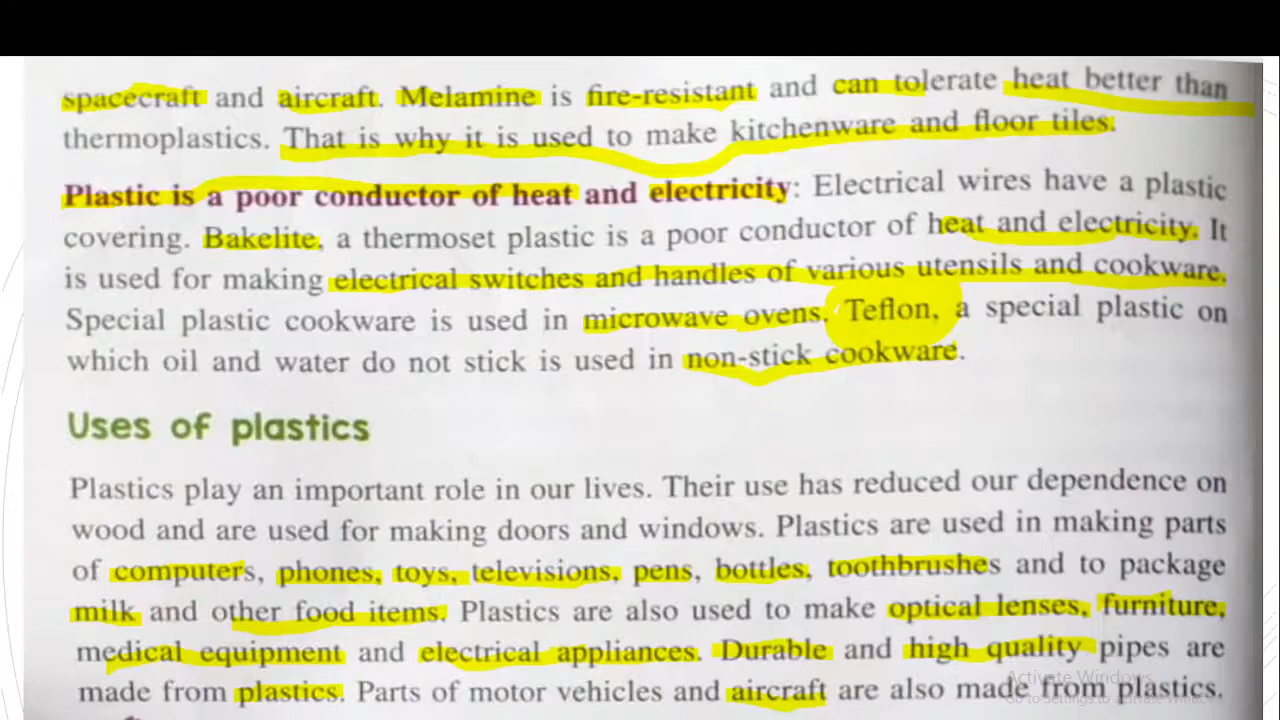 spacecraft and aircraft. Melamine is fire-resistant and can tolerate heat better than
thermoplastics. That is why it is used to make kitchenware and floor tiles.
Plastic is a poor conductor of heat and electricity: Electrical wires have a plastic
covering. Bakelite, a thermoset plastic is a poor conductor of heat and electricity. It
is used for making electrical switches and handles of various utensils and cookware.
Special plastic cookware is used in microwave ovens. Teflon, a special plastic on
which oil and water do not stick is used in non-stick cookware.
Uses of plastics
Plastics play an important role in our lives. Their use has reduced our dependence on
wood and are used for making doors and windows. Plastics are used in making parts
of computers, phones, toys, televisions, pens, bottles, toothbrushes and to package
milk and other food items. Plastics are also used to make optical lenses, furniture,
medical equipment and electrical appliances. Durable and high quality pipes are
made from plastics. Parts of motor vehicles and aircraft are also made from plastics.
Activate Windows
Go to Settings to activate Windows